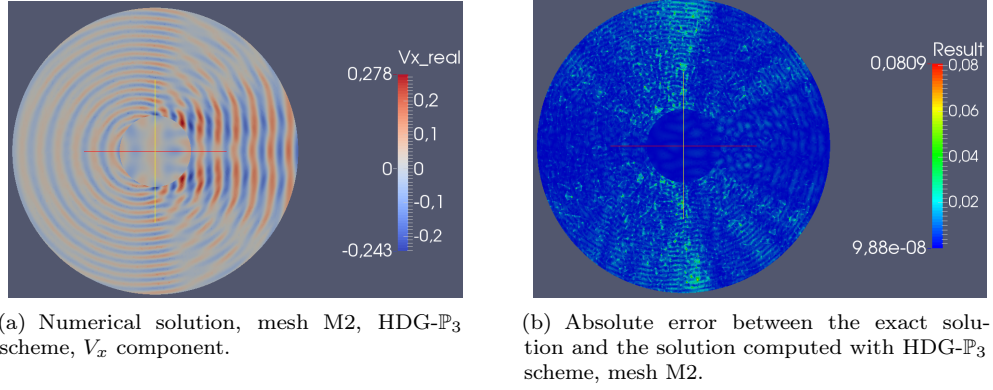 Vx_real
0,278
0,2
0,1
0
0
-0,1
-0,2
-0,243
Result
0,0809
0,08
0,06
0,04
0,02
9,88e-08
(a) Numerical solution, mesh M2, HDG-ℙ₃
scheme, Vₓ component.
(b) Absolute error between the exact solu-
tion and the solution computed with HDG-ℙ₃
scheme, mesh M2.